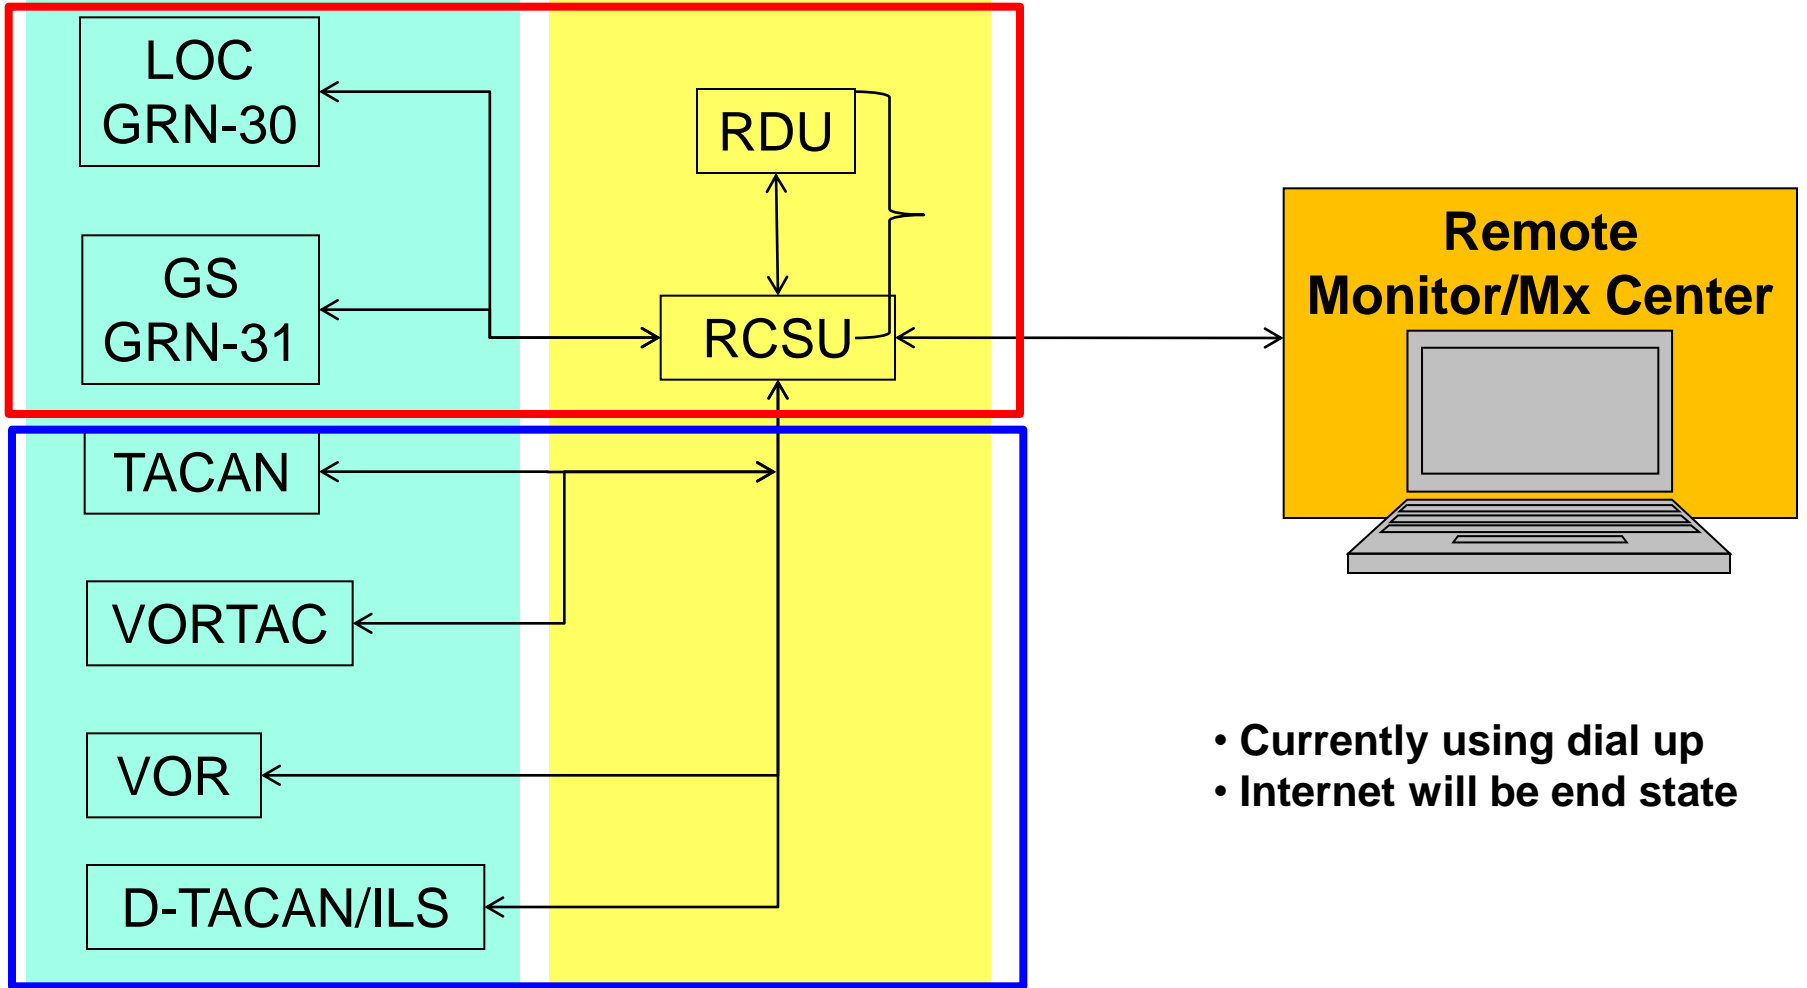 LOC
GRN-30
RDU
GS
GRN-31
RCSU
Remote
Monitor/Mx Center
TACAN
VORTAC
VOR
D-TACAN/ILS
• Currently using dial up
• Internet will be end state